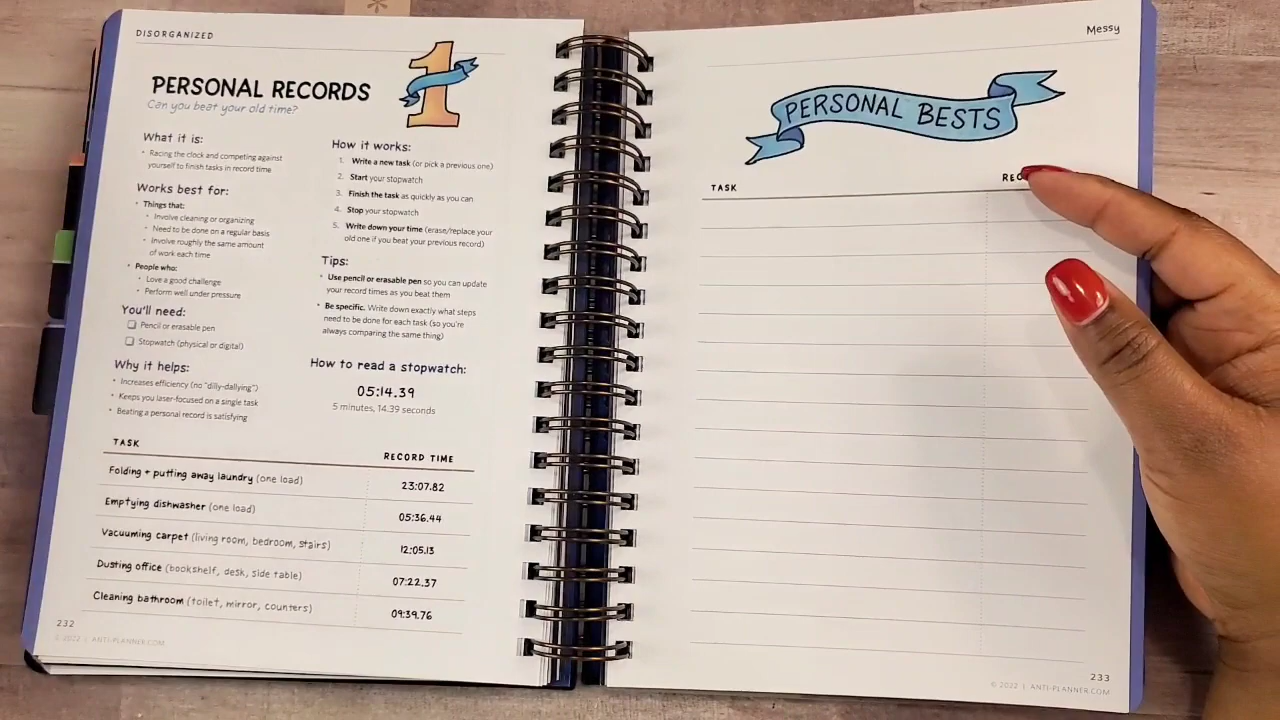 DISORGANIZED
PERSONAL RECORDS
Can you beat your old time?
1
What it is:
• Racing the clock and competing against
yourself to finish tasks in record time
Works best for:
• Things that:
• Involve cleaning or organizing
• Need to be done on a regular basis
• Involve roughly the same amount
of work each time
• People who:
• Love a good challenge
• Perform well under pressure
You'll need:
Pencil or erasable pen
Stopwatch (physical or digital)
Why it helps:
• Increases efficiency (no "dilly-dallying")
• Keeps you laser-focused on a single task
• Beating a personal record is satisfying
How it works:
1. Write a new task (or pick a previous one)
2. Start your stopwatch
3. Finish the task as quickly as you can
4. Stop your stopwatch
5. Write down your time (erase/replace your
old one if you beat your previous record)
Tips:
• Use pencil or erasable pen so you can update
your record times as you beat them
• Be specific. Write down exactly what steps
need to be done for each task (so you're
always comparing the same thing)
How to read a stopwatch:
05:14.39
5 minutes, 14.39 seconds
TASK RECORD TIME
Folding + putting away laundry (one load) 23:07.82
Emptying dishwasher (one load) 05:36.44
Vacuuming carpet (living room, bedroom, stairs) 12:05.13
Dusting office (bookshelf, desk, side table) 07:22.37
Cleaning bathroom (toilet, mirror, counters) 09:39.76
232
© 2022 | ANTI-PLANNER.COM
Messy
PERSONAL BESTS
TASK
233
© 2022 | ANTI-PLANNER.COM